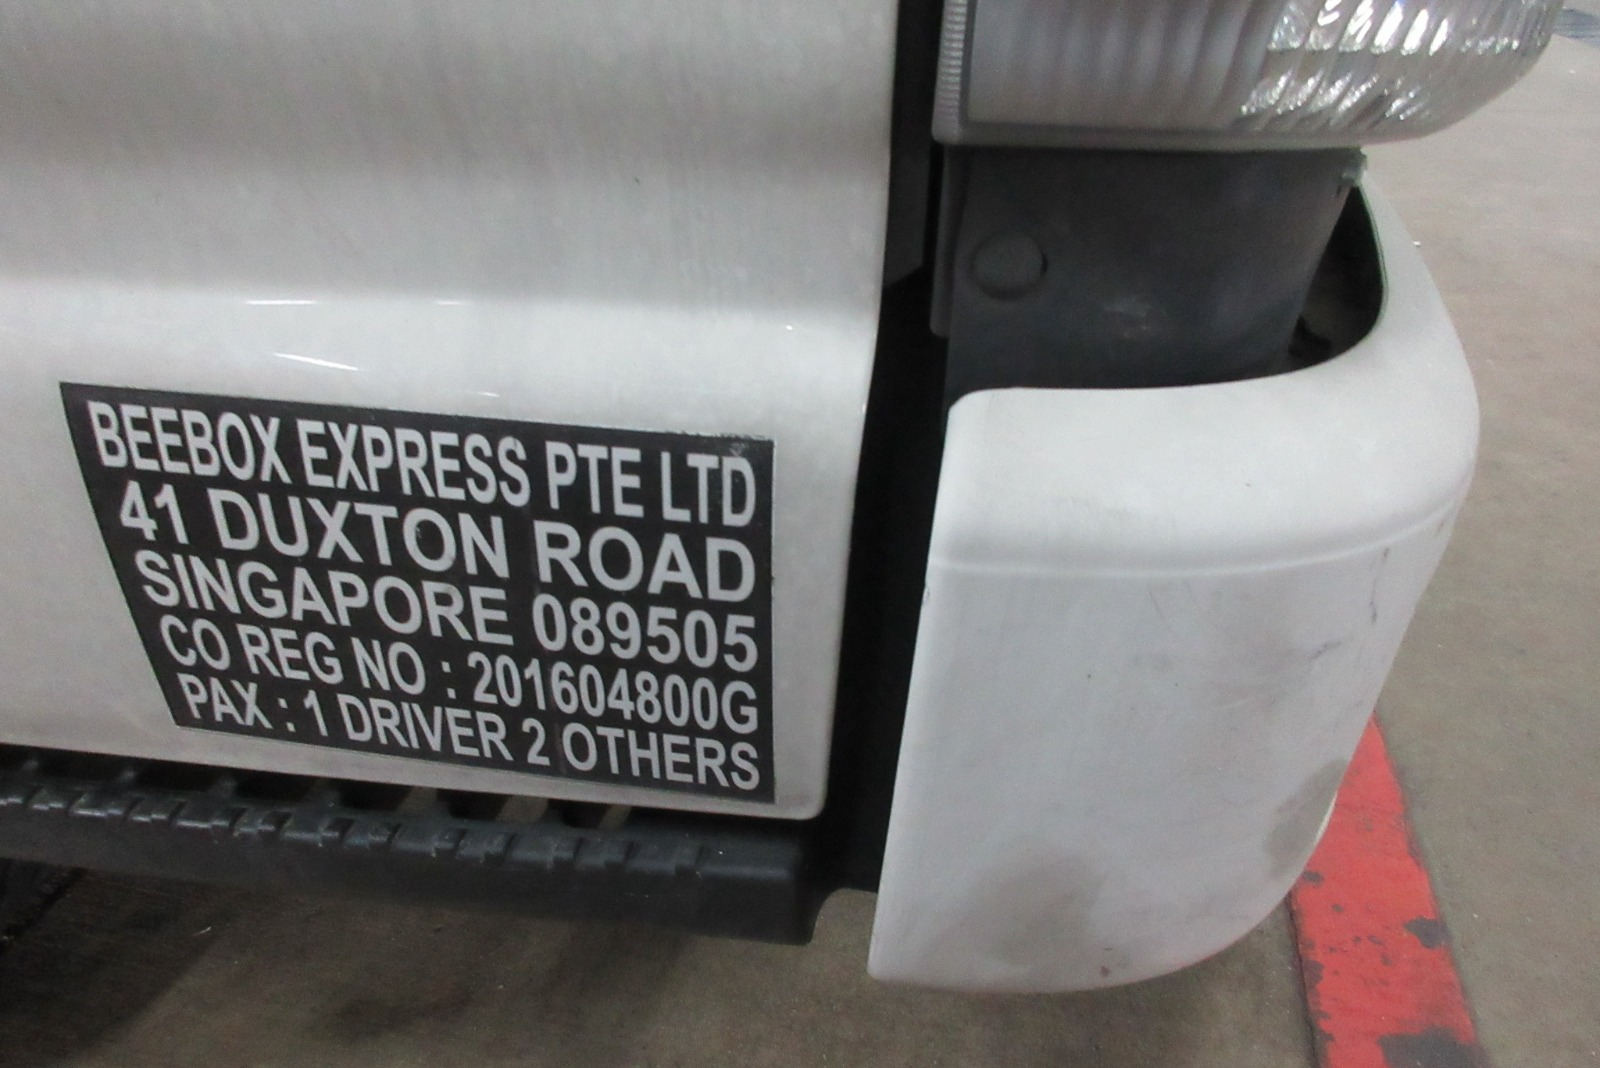 BEEBOX EXPRESS PTE LTD
41 DUXTON ROAD
SINGAPORE 089505
CO REG NO : 201604800G
PAX : 1 DRIVER 2 OTHERS